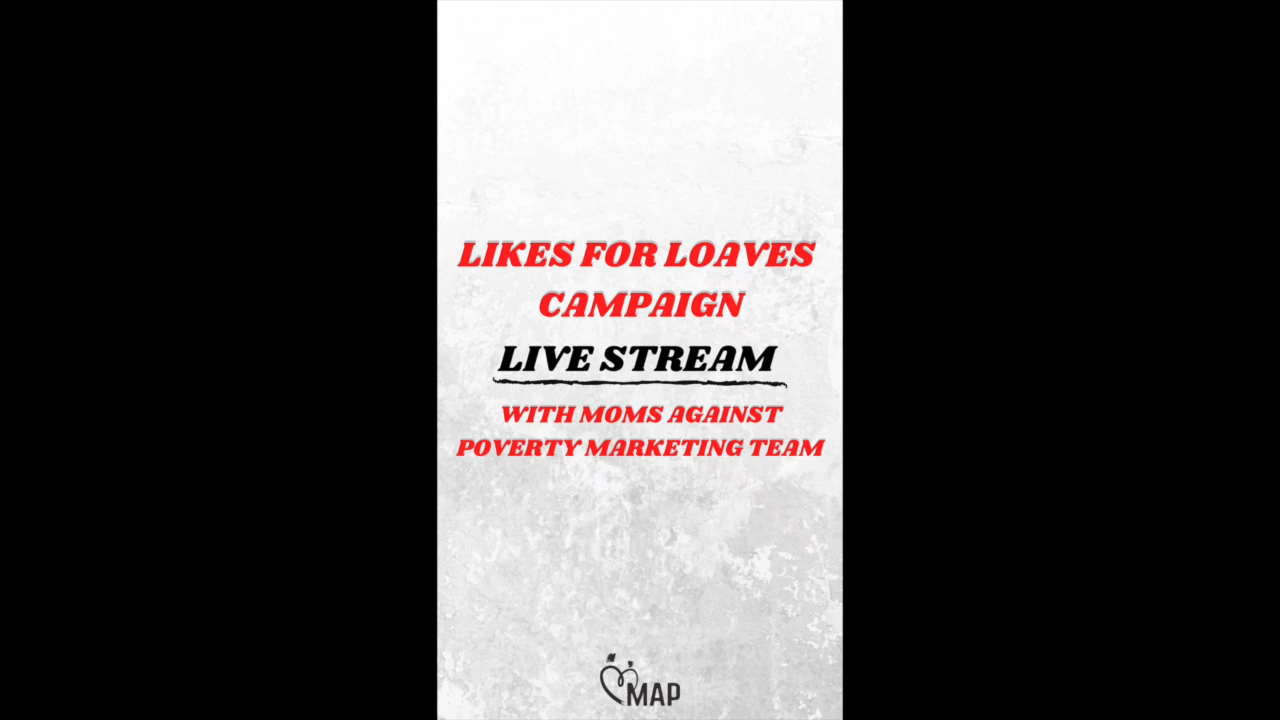 LIKES FOR LOAVES
CAMPAIGN
LIVE STREAM
WITH MOMS AGAINST
POVERTY MARKETING TEAM
MAP